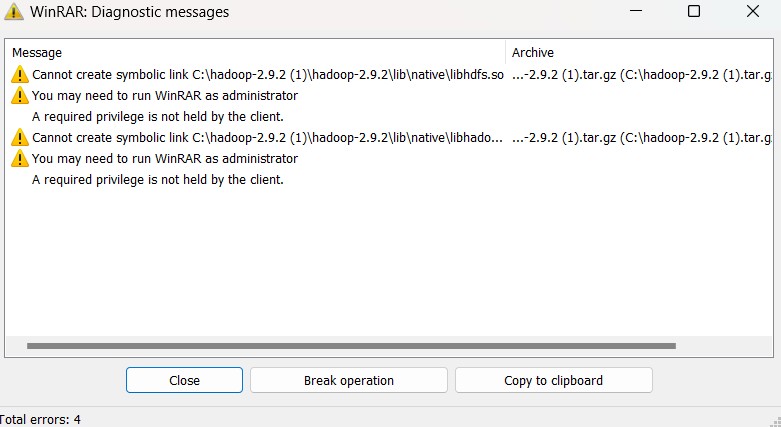 WinRAR: Diagnostic messages
Message Archive
Cannot create symbolic link C:\hadoop-2.9.2 (1)\hadoop-2.9.2\lib\native\libhdfs.so ...-2.9.2 (1).tar.gz (C:\hadoop-2.9.2 (1).tar.gz
You may need to run WinRAR as administrator
A required privilege is not held by the client.
Cannot create symbolic link C:\hadoop-2.9.2 (1)\hadoop-2.9.2\lib\native\libhado... ...-2.9.2 (1).tar.gz (C:\hadoop-2.9.2 (1).tar.gz
You may need to run WinRAR as administrator
A required privilege is not held by the client.
Close Break operation Copy to clipboard
Total errors: 4